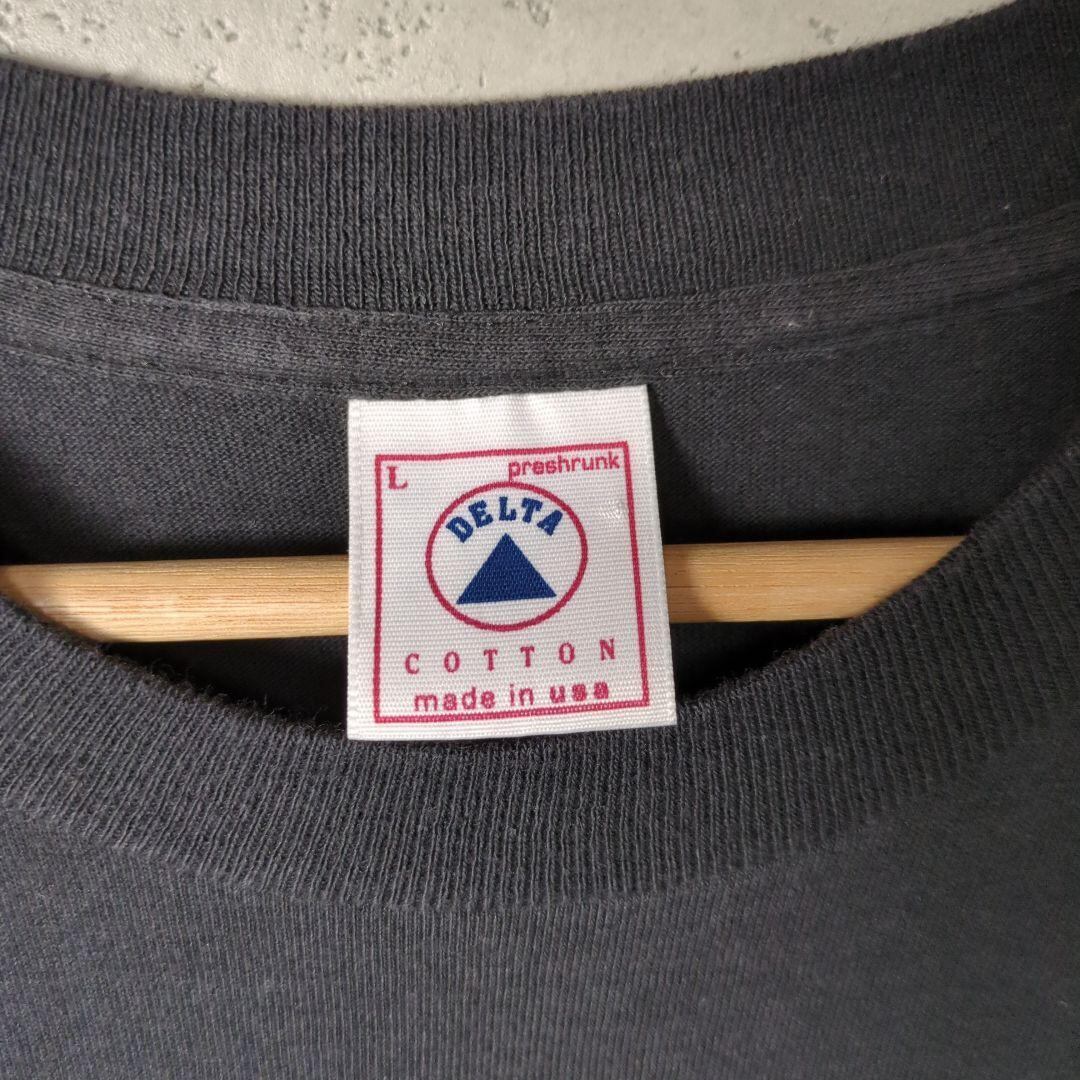 L preshrunk
DELTA
COTTON
made in usa